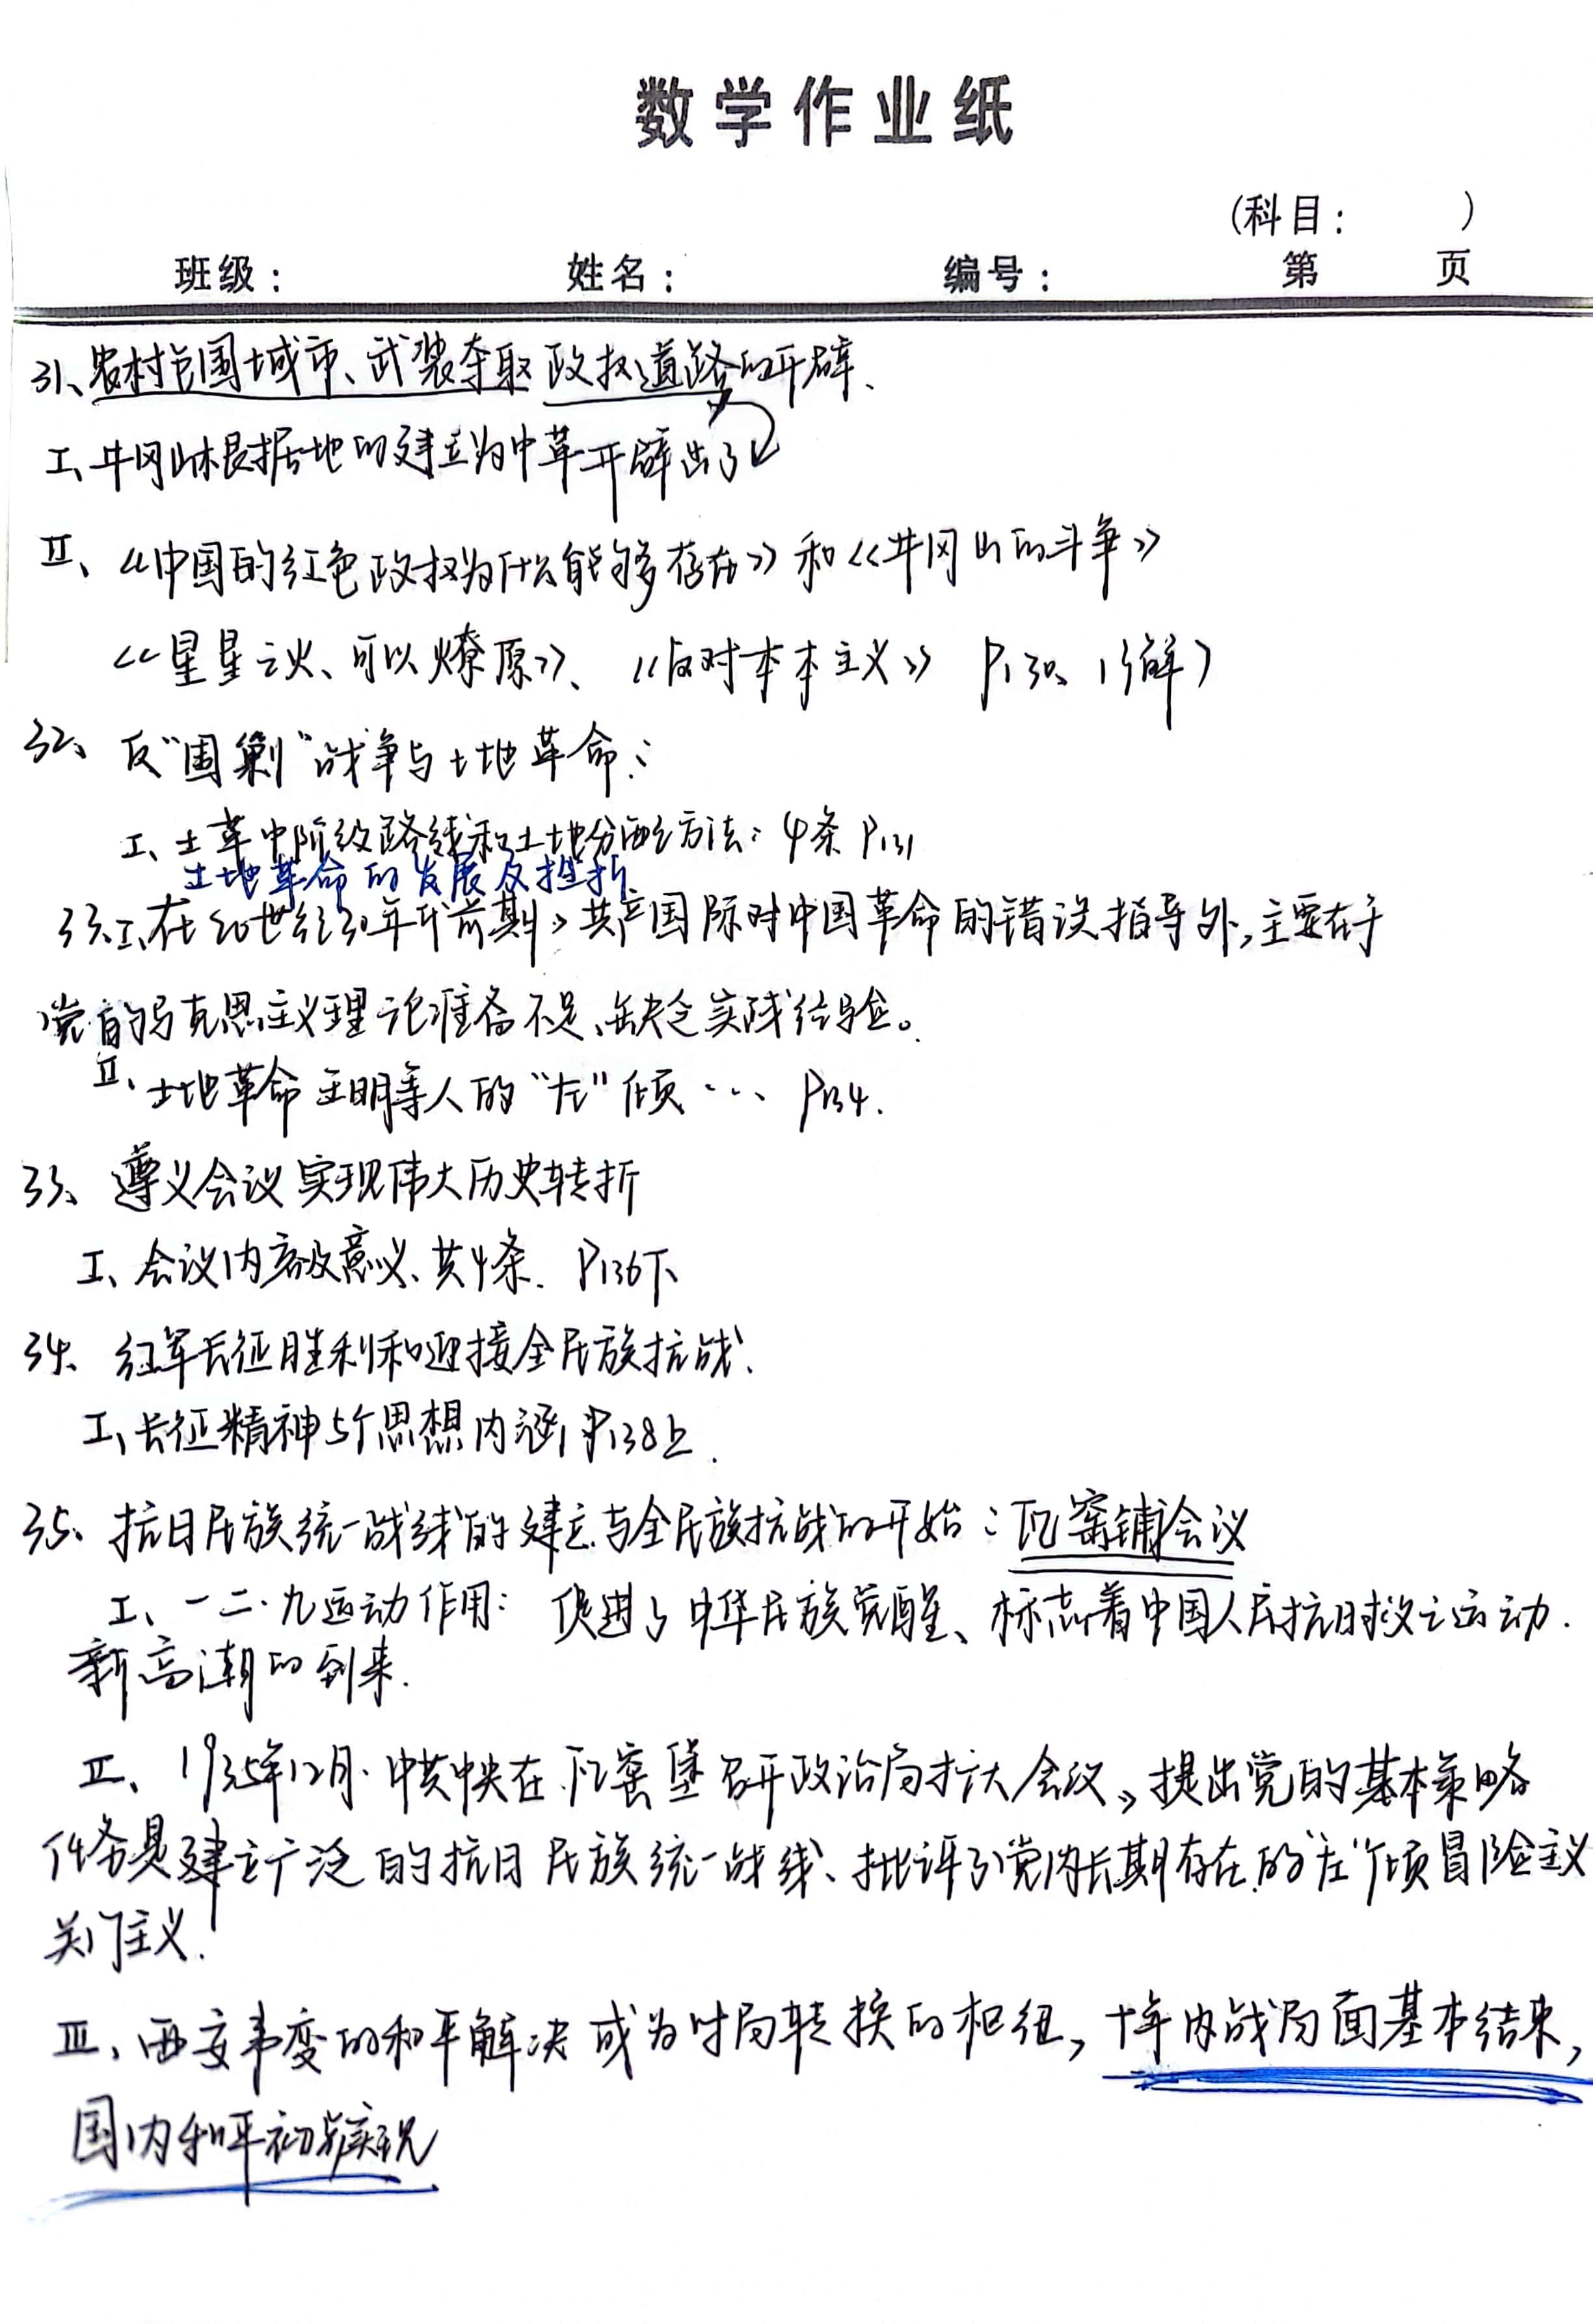 数学作业纸
(科目: )
班级: 姓名: 编号: 第 页
31、农村包围城市、武装夺取政权道路的开辟、
I、井冈山根据地的建立为中革开辟出了
II、《中国的红色政权为什么能够存在》和《井冈山的斗争》
《星星之火、可以燎原》、《反对本本主义》 P130、了解)
32、反“围剿”战争与土地革命:
I、土革中阶级路线和土地分配方法: 4条 P131
土地革命的发展及挫折
33、I、在20世纪30年代前期,共产国际对中国革命的错误指导外,主要在于
党的马克思主义理论准备不足、缺乏实践经验。
II、土地革命王明等人的“左”倾… P134.
33、遵义会议实现伟大历史转折
I、会议内容及意义、共4条. P136下
34、红军长征胜利和迎接全民族抗战.
I、长征精神5个思想内涵, P138上.
35、抗日民族统一战线的建立与全民族抗战的开始: 瓦窑铺会议
I、一二·九运动作用: 促进了中华民族觉醒、标志着中国人民抗日救亡运动.
新高潮的到来.
II、1935年12月.中共中央在瓦窑堡召开政治局扩大会议,提出党的基本策略
任务是建立广泛的抗日民族统一战线、批评了党内长期存在的“左”倾冒险主义
关门主义.
III、西安事变的和平解决成为时局转换的枢纽,十年内战局面基本结束,
国内和平初步实现